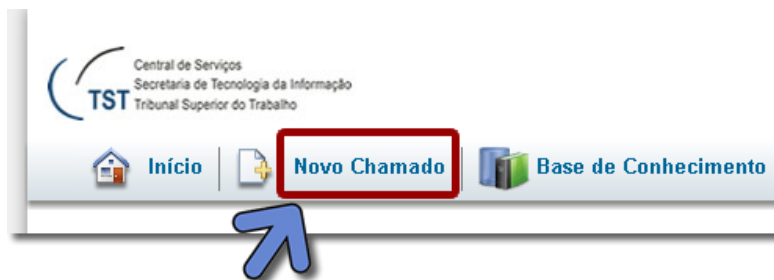 Central de Serviços
Secretaria de Tecnologia da Informação
TST Tribunal Superior do Trabalho
Início Novo Chamado Base de Conhecimento